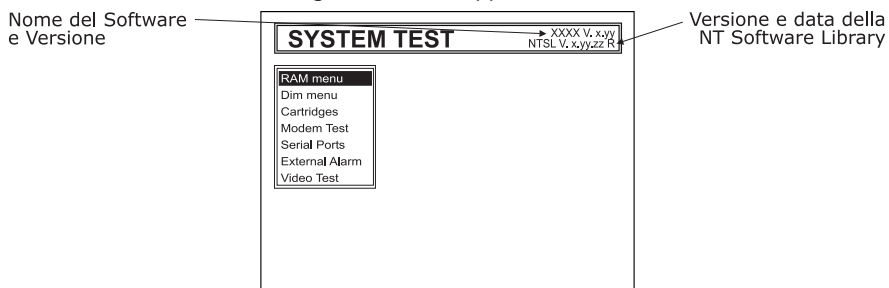 Nome del Software
e Versione
SYSTEM TEST
XXXX V. x.yy
NTSL V. x.yy.zz R
Versione e data della
NT Software Library
RAM menu
Dim menu
Cartridges
Modem Test
Serial Ports
External Alarm
Video Test